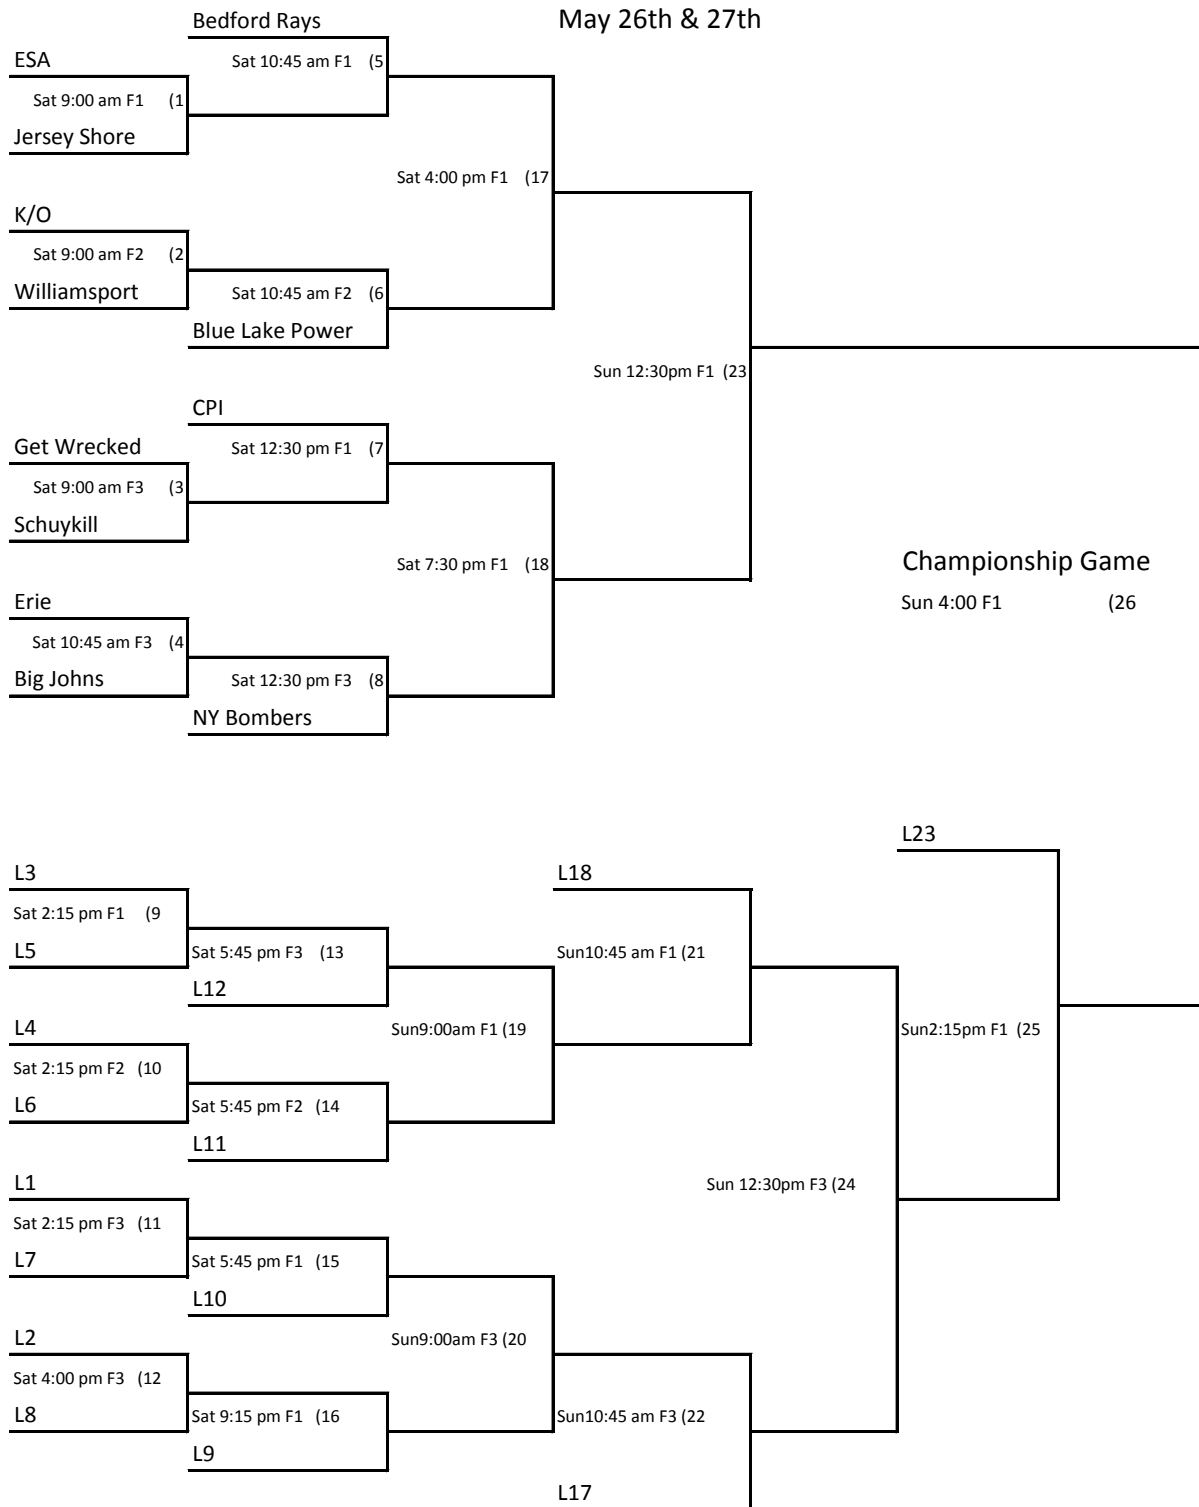 Bedford Rays
May 26th & 27th
ESA
Sat 10:45 am F1 (5
Sat 9:00 am F1 (1
Jersey Shore
Sat 4:00 pm F1 (17
K/O
Sat 9:00 am F2 (2
Williamsport
Sat 10:45 am F2 (6
Blue Lake Power
Sun 12:30pm F1 (23
CPI
Get Wrecked
Sat 12:30 pm F1 (7
Sat 9:00 am F3 (3
Schuykill
Sat 7:30 pm F1 (18
Championship Game
Erie
Sun 4:00 F1 (26
Sat 10:45 am F3 (4
Big Johns
Sat 12:30 pm F3 (8
NY Bombers
L23
L3
L18
Sat 2:15 pm F1 (9
L5
Sat 5:45 pm F3 (13
Sun10:45 am F1 (21
L12
L4
Sun9:00am F1 (19
Sun2:15pm F1 (25
Sat 2:15 pm F2 (10
L6
Sat 5:45 pm F2 (14
L11
L1
Sun 12:30pm F3 (24
Sat 2:15 pm F3 (11
L7
Sat 5:45 pm F1 (15
L10
L2
Sun9:00am F3 (20
Sat 4:00 pm F3 (12
L8
Sat 9:15 pm F1 (16
Sun10:45 am F3 (22
L9
L17